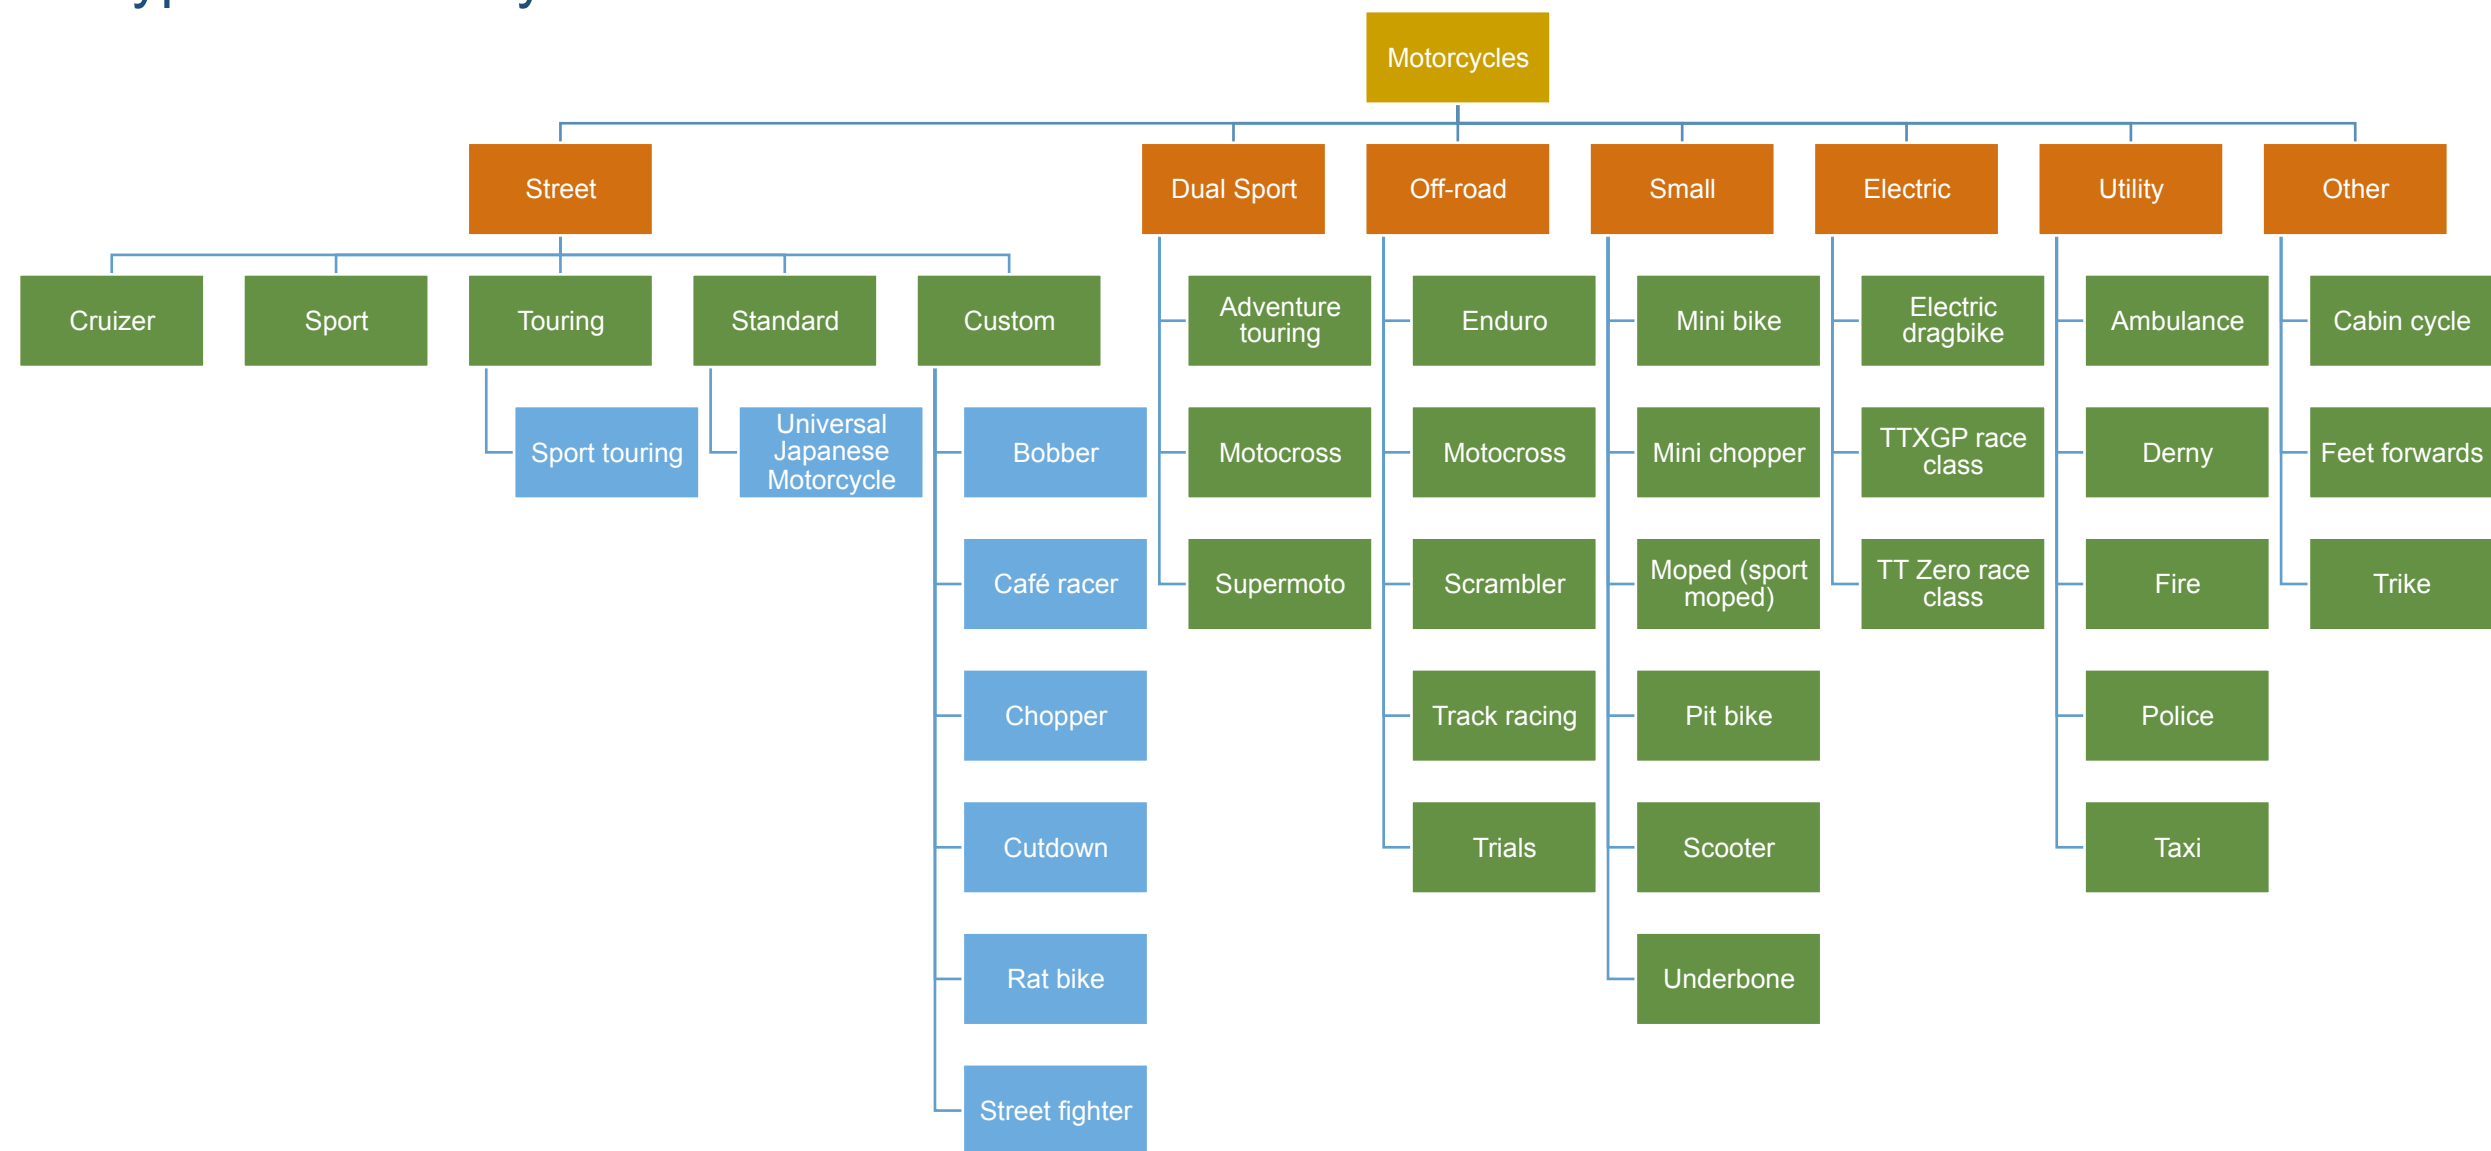 Motorcycles
Street
Dual Sport
Off-road
Small
Electric
Utility
Other
Cruizer
Sport
Touring
Standard
Custom
Adventure
touring
Enduro
Mini bike
Electric
dragbike
Ambulance
Cabin cycle
Sport touring
Universal
Japanese
Motorcycle
Bobber
Motocross
Motocross
Mini chopper
TTXGP race
class
Derny
Feet forwards
Café racer
Supermoto
Scrambler
Moped (sport
moped)
TT Zero race
class
Fire
Trike
Chopper
Track racing
Pit bike
Police
Cutdown
Trials
Scooter
Taxi
Rat bike
Underbone
Street fighter